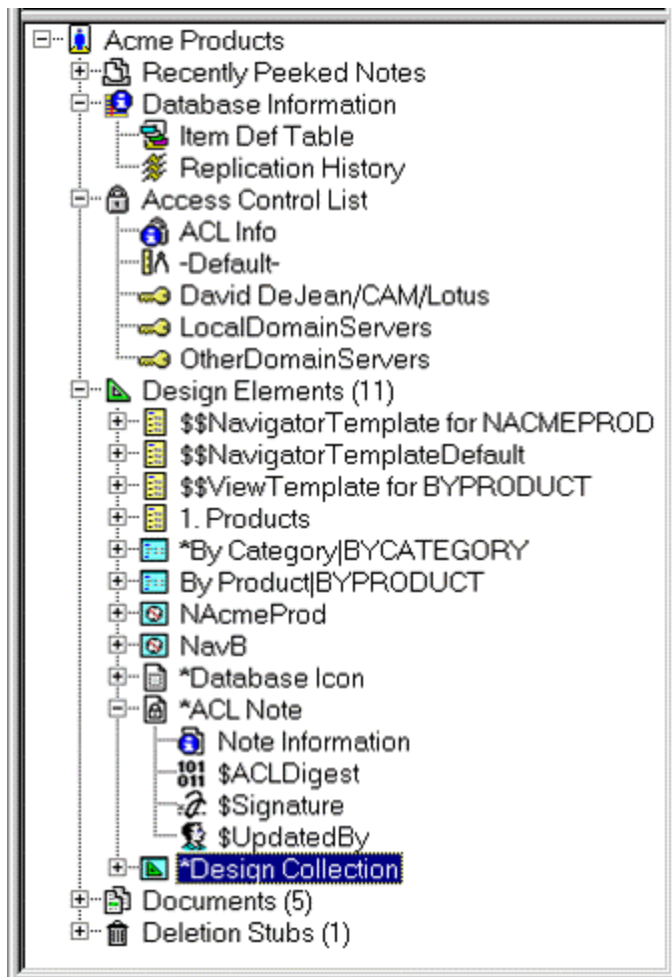 Acme Products
Recently Peeked Notes
Database Information
Item Def Table
Replication History
Access Control List
ACL Info
-Default-
David DeJean/CAM/Lotus
LocalDomainServers
OtherDomainServers
Design Elements (11)
$$NavigatorTemplate for NACMEPROD
$$NavigatorTemplateDefault
$$ViewTemplate for BYPRODUCT
1. Products
*By Category|BYCATEGORY
By Product|BYPRODUCT
NAcmeProd
NavB
*Database Icon
*ACL Note
Note Information
101
011 $ACLDigest
$Signature
$UpdatedBy
*Design Collection
Documents (5)
Deletion Stubs (1)